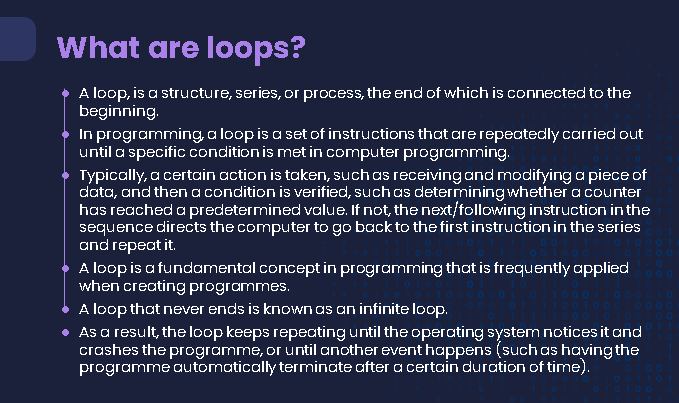 What are loops?
A loop, is a structure, series, or process, the end of which is connected to the
beginning.
In programming, a loop is a set of instructions that are repeatedly carried out
until a specific condition is met in computer programming.
Typically, a certain action is taken, such as receiving and modifying a piece of
data, and then a condition is verified, such as determining whether a counter
has reached a predetermined value. If not, the next/following instruction in the
sequence directs the computer to go back to the first instruction in the series
and repeat it.
A loop is a fundamental concept in programming that is frequently applied
when creating programmes.
A loop that never ends is known as an infinite loop.
As a result, the loop keeps repeating until the operating system notices it and
crashes the programme, or until another event happens (such as having the
programme automatically terminate after a certain duration of time).